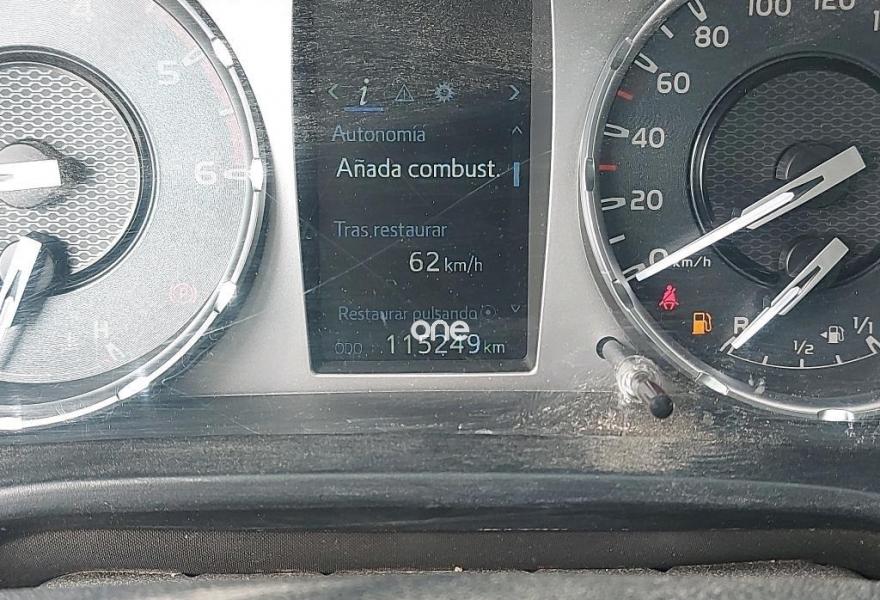 4
5
6
H
i
Autonomía
Añada combust.
Tras restaurar
62 km/h
Restaurar pulsando
one
ODO 115249 km
100 120
80
60
40
20
0 km/h
R 1/2 1/1